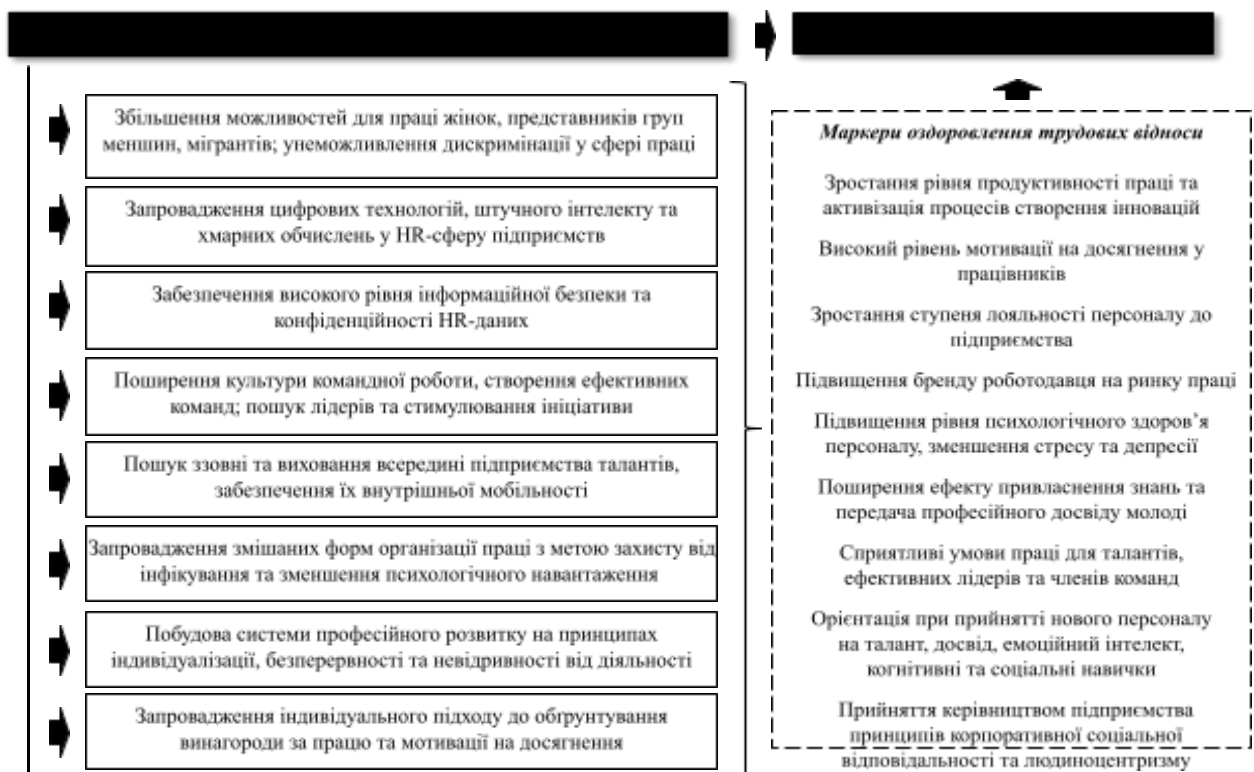 Збільшення можливостей для праці жінок, представників груп
меншин, мігрантів; унеможливлення дискримінації у сфері праці
Запровадження цифрових технологій, штучного інтелекту та
хмарних обчислень у HR-сферу підприємств
Забезпечення високого рівня інформаційної безпеки та
конфіденційності HR-даних
Поширення культури командної роботи, створення ефективних
команд; пошук лідерів та стимулювання ініціативи
Пошук ззовні та виховання всередині підприємства талантів,
забезпечення їх внутрішньої мобільності
Запровадження змішаних форм організації праці з метою захисту від
інфікування та зменшення психологічного навантаження
Побудова системи професійного розвитку на принципах
індивідуалізації, безперервності та невідривності від діяльності
Запровадження індивідуального підходу до обґрунтування
винагороди за працю та мотивації на досягнення
Маркери оздоровлення трудових відноси
Зростання рівня продуктивності праці та
активізація процесів створення інновацій
Високий рівень мотивації на досягнення у
працівників
Зростання ступеня лояльності персоналу до
підприємства
Підвищення бренду роботодавця на ринку праці
Підвищення рівня психологічного здоров’я
персоналу, зменшення стресу та депресії
Поширення ефекту привласнення знань та
передача професійного досвіду молоді
Сприятливі умови праці для талантів,
ефективних лідерів та членів команд
Орієнтація при прийнятті нового персоналу
на талант, досвід, емоційний інтелект,
когнітивні та соціальні навички
Прийняття керівництвом підприємства
принципів корпоративної соціальної
відповідальності та людиноцентризму